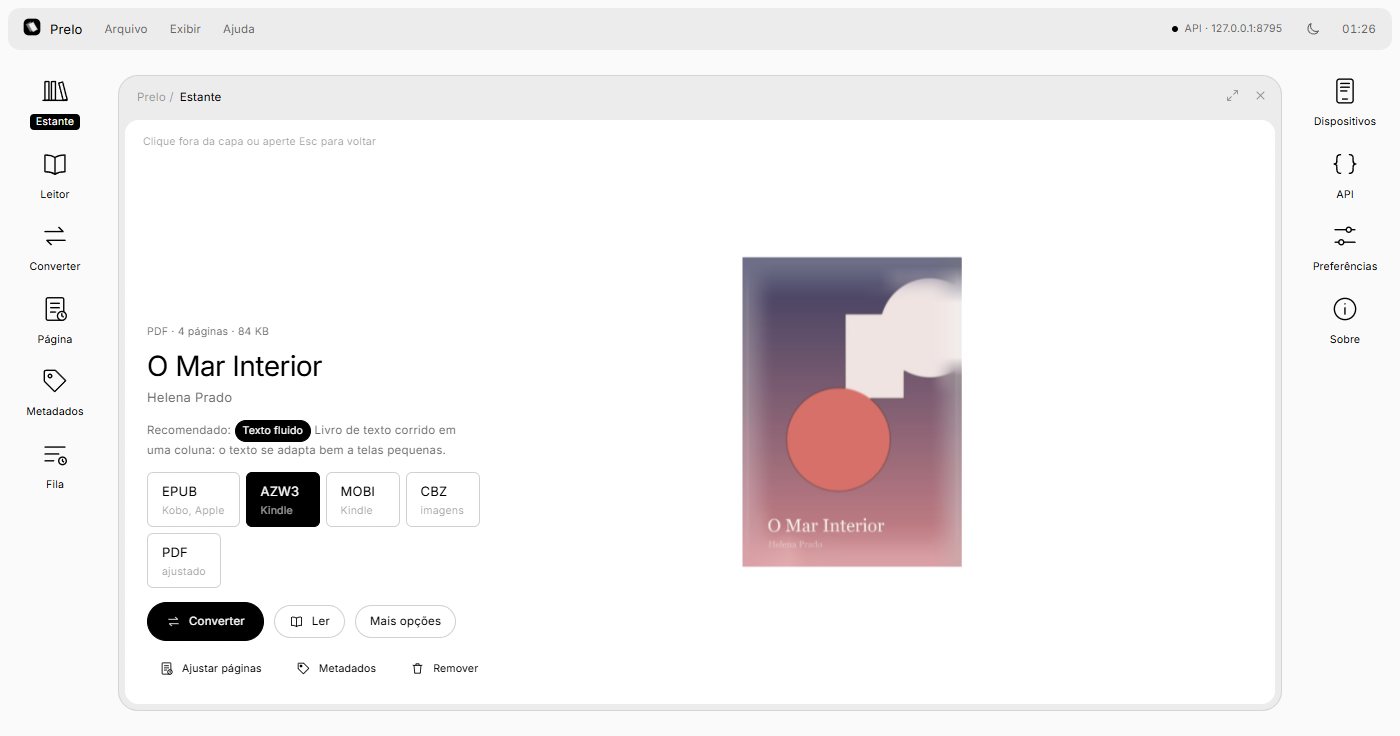 Prelo Arquivo Exibir Ajuda
API · 127.0.0.1:8795 01:26
Estante
Leitor
Converter
Página
Metadados
Fila
Prelo / Estante
Clique fora da capa ou aperte Esc para voltar
PDF · 4 páginas · 84 KB
O Mar Interior
Helena Prado
Recomendado: Texto fluido Livro de texto corrido em
uma coluna: o texto se adapta bem a telas pequenas.
EPUB
Kobo, Apple
AZW3
Kindle
MOBI
Kindle
CBZ
imagens
PDF
ajustado
Converter Ler Mais opções
Ajustar páginas Metadados Remover
O Mar Interior
Helena Prado
Dispositivos
{ } API
Preferências
Sobre